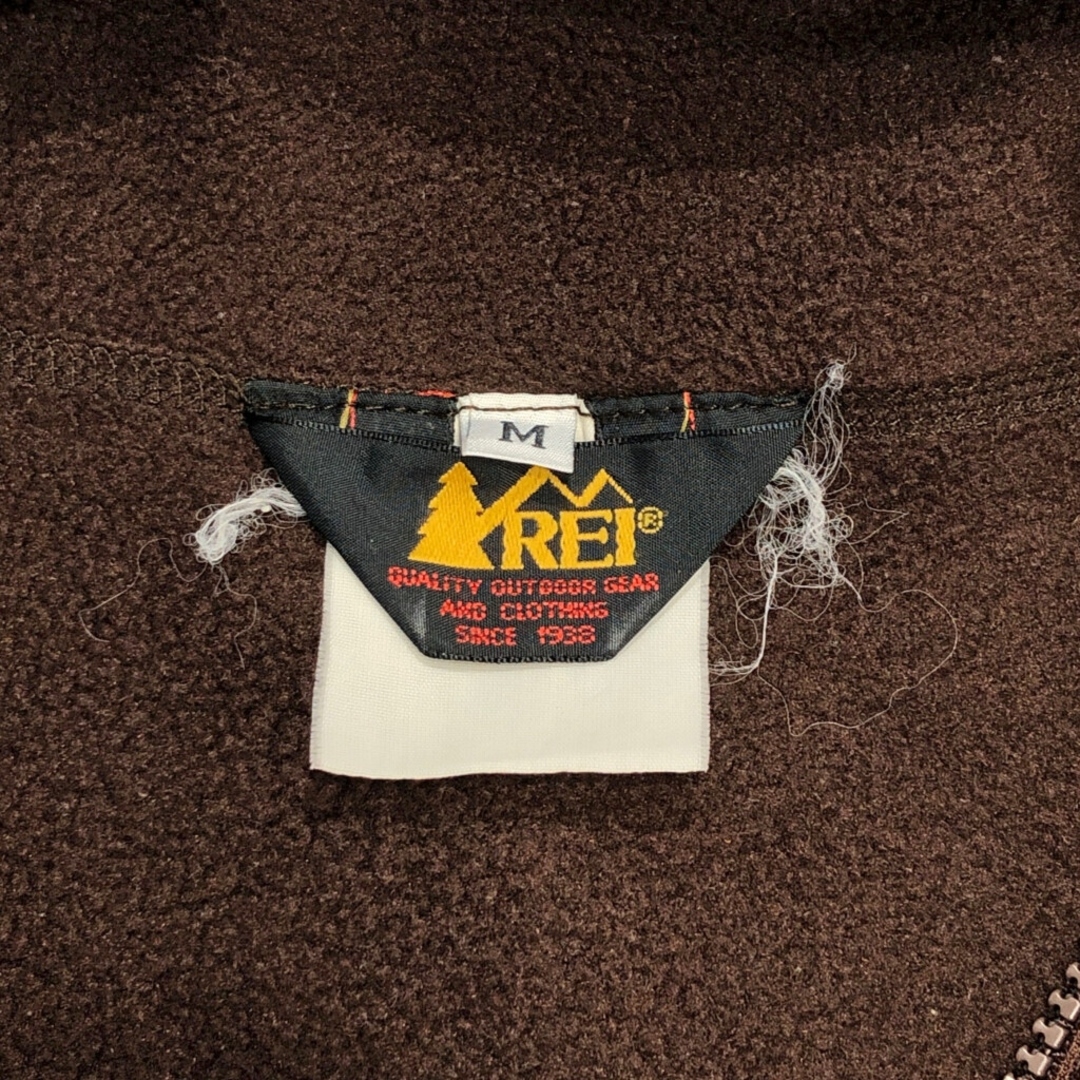 M
REI®
QUALITY OUTDOOR GEAR
AND CLOTHING
SINCE 1938